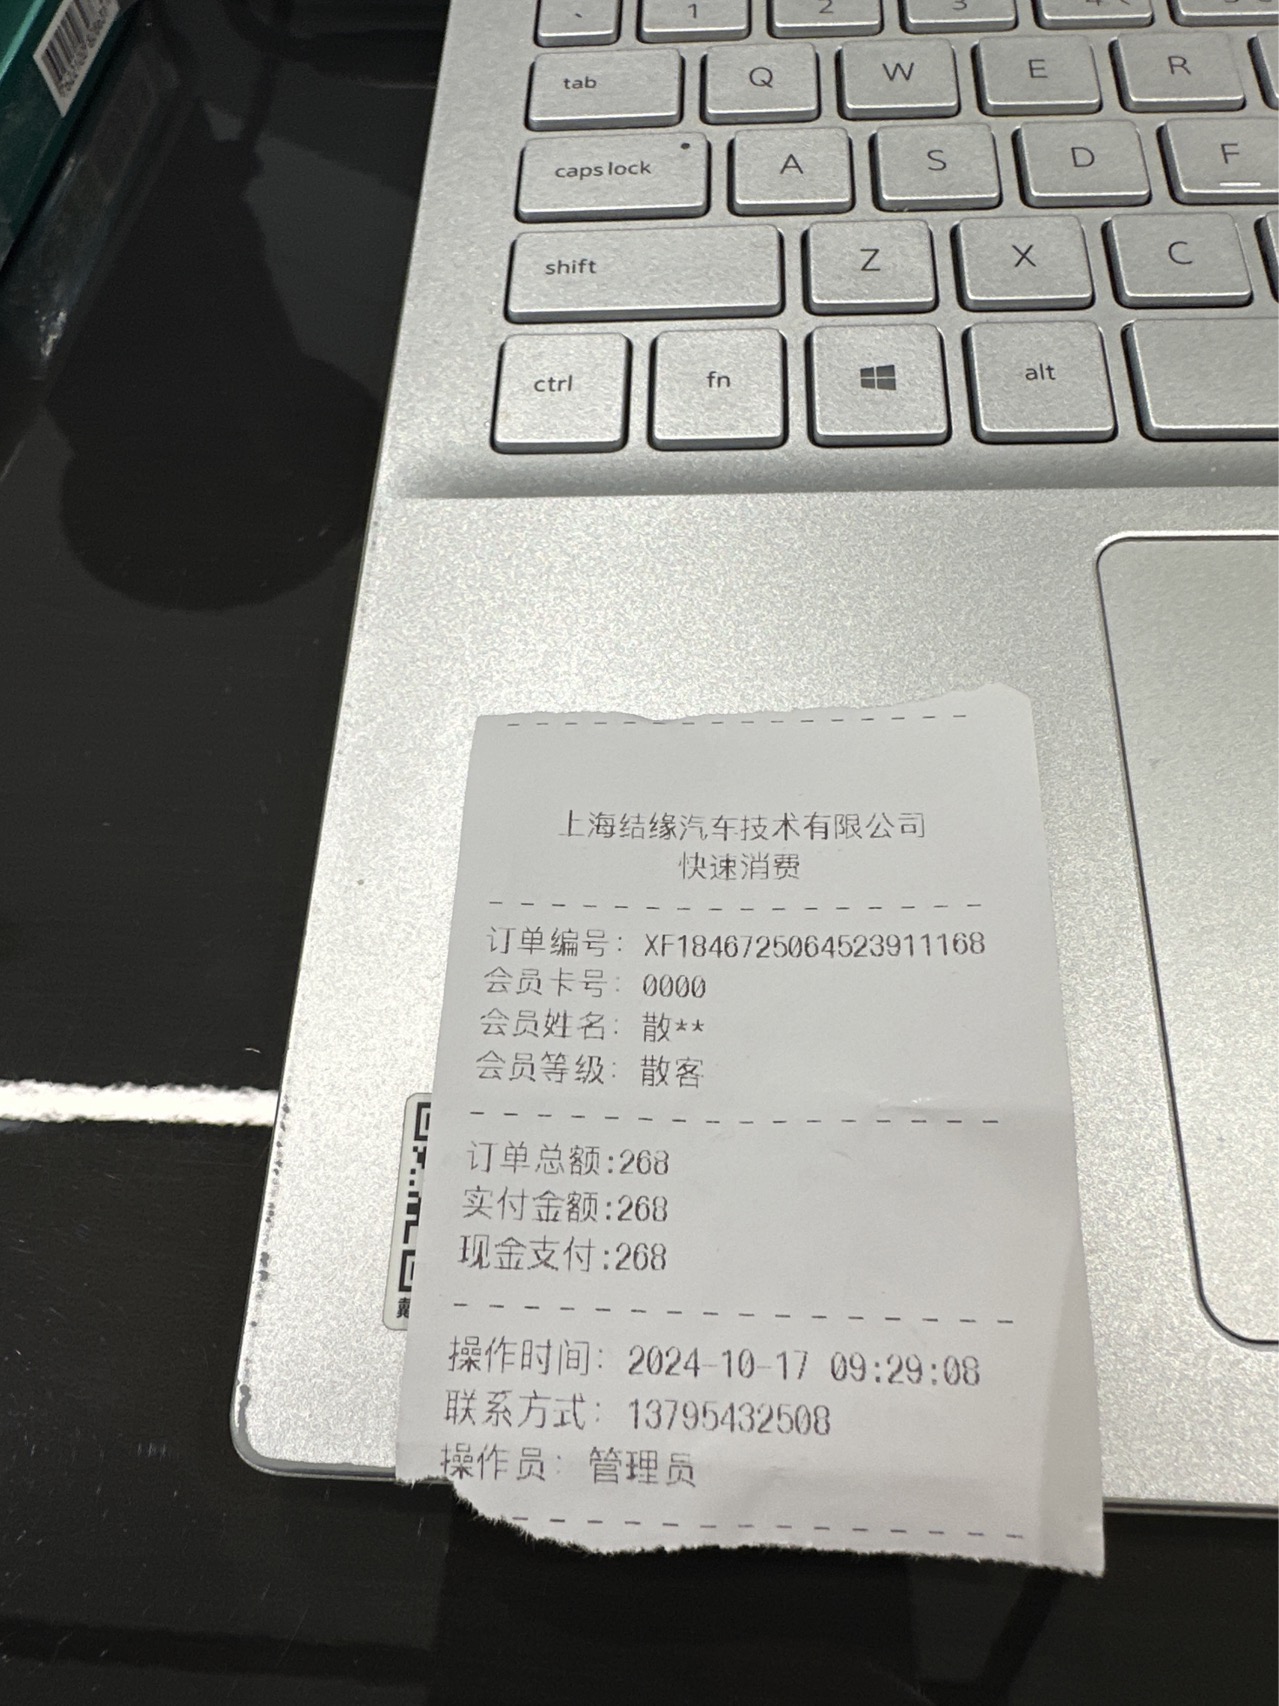 ` 1 2 3 4
tab Q W E R
caps lock A S D F
shift Z X C
ctrl fn alt
上海结缘汽车技术有限公司
快速消费
订单编号: XF1846725064523911168
会员卡号: 0000
会员姓名: 散**
会员等级: 散客
订单总额:268
实付金额:268
现金支付:268
操作时间: 2024-10-17 09:29:08
联系方式: 13795432508
操作员: 管理员